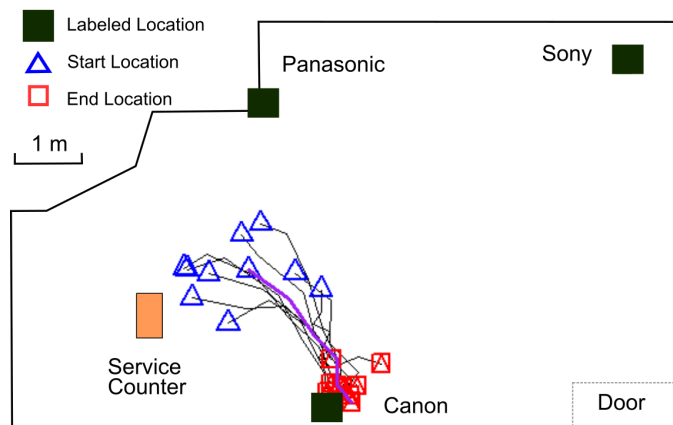 Labeled Location
Start Location
End Location
1 m
Panasonic
Sony
Service
Counter
Canon
Door